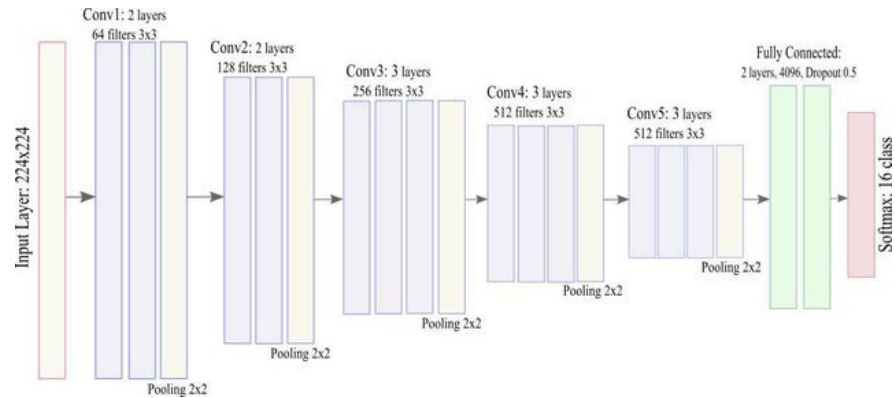 Input Layer: 224x224
Conv1: 2 layers
64 filters 3x3
Pooling 2x2
Conv2: 2 layers
128 filters 3x3
Pooling 2x2
Conv3: 3 layers
256 filters 3x3
Pooling 2x2
Conv4: 3 layers
512 filters 3x3
Pooling 2x2
Conv5: 3 layers
512 filters 3x3
Pooling 2x2
Fully Connected:
2 layers, 4096, Dropout 0.5
Softmax: 16 class